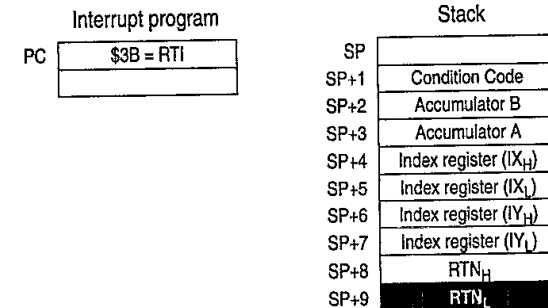 Interrupt program
PC
$3B = RTI
Stack
SP
SP+1 Condition Code
SP+2 Accumulator B
SP+3 Accumulator A
SP+4 Index register (IXH)
SP+5 Index register (IXL)
SP+6 Index register (IYH)
SP+7 Index register (IYL)
SP+8 RTNH
SP+9 RTNL